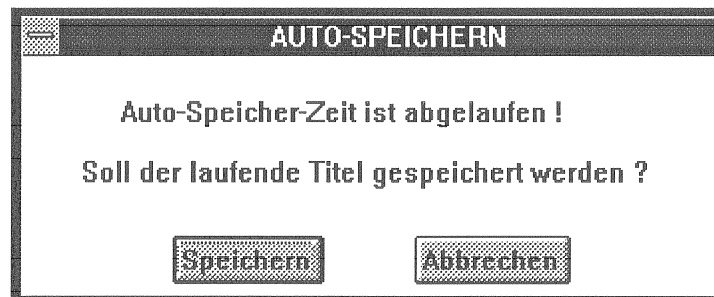 AUTO-SPEICHERN
Auto-Speicher-Zeit ist abgelaufen !
Soll der laufende Titel gespeichert werden ?
Speichern Abbrechen